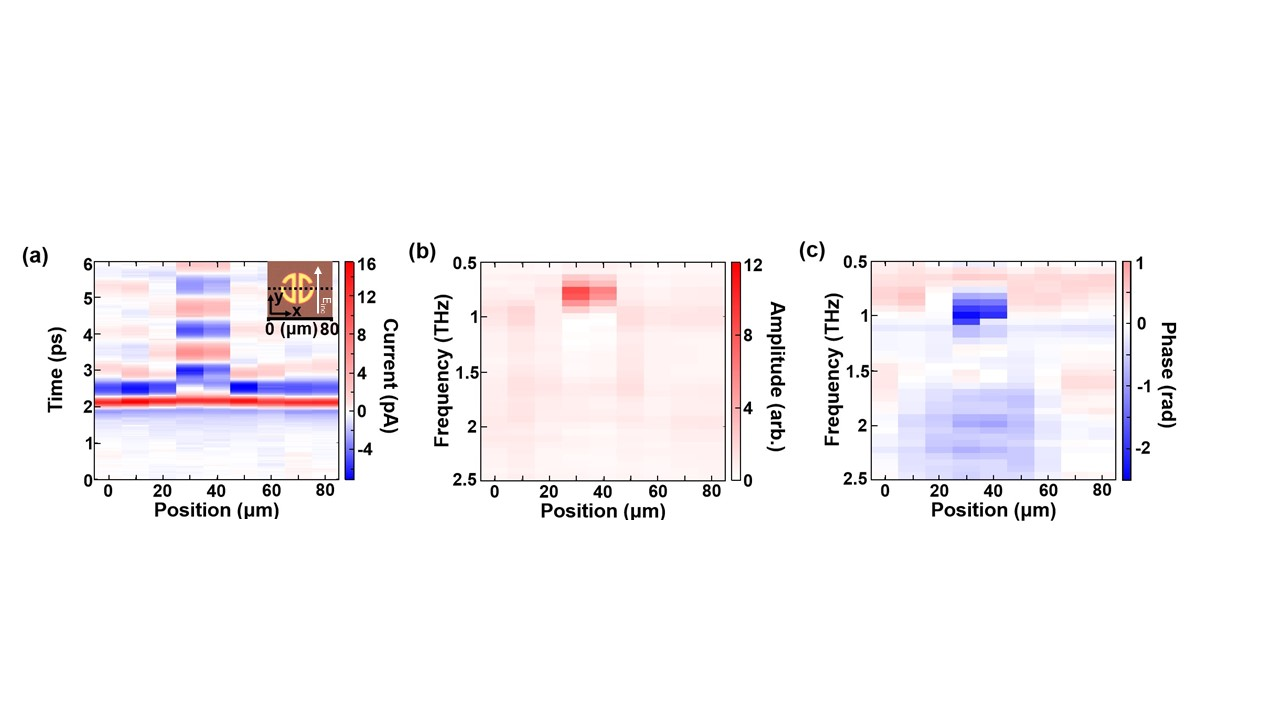 (a)
Time (ps)
6
5
4
3
2
1
0
0 20 40 60 80
Position (µm)
y
x
E inc
0 (µm) 80
16
12
8
4
0
-4
Current (pA)
(b)
Frequency (THz)
0.5
1
1.5
2
2.5
0 20 40 60 80
Position (µm)
12
8
4
0
Amplitude (arb.)
(c)
Frequency (THz)
0.5
1
1.5
2
2.5
0 20 40 60 80
Position (µm)
1
0
-1
-2
Phase (rad)